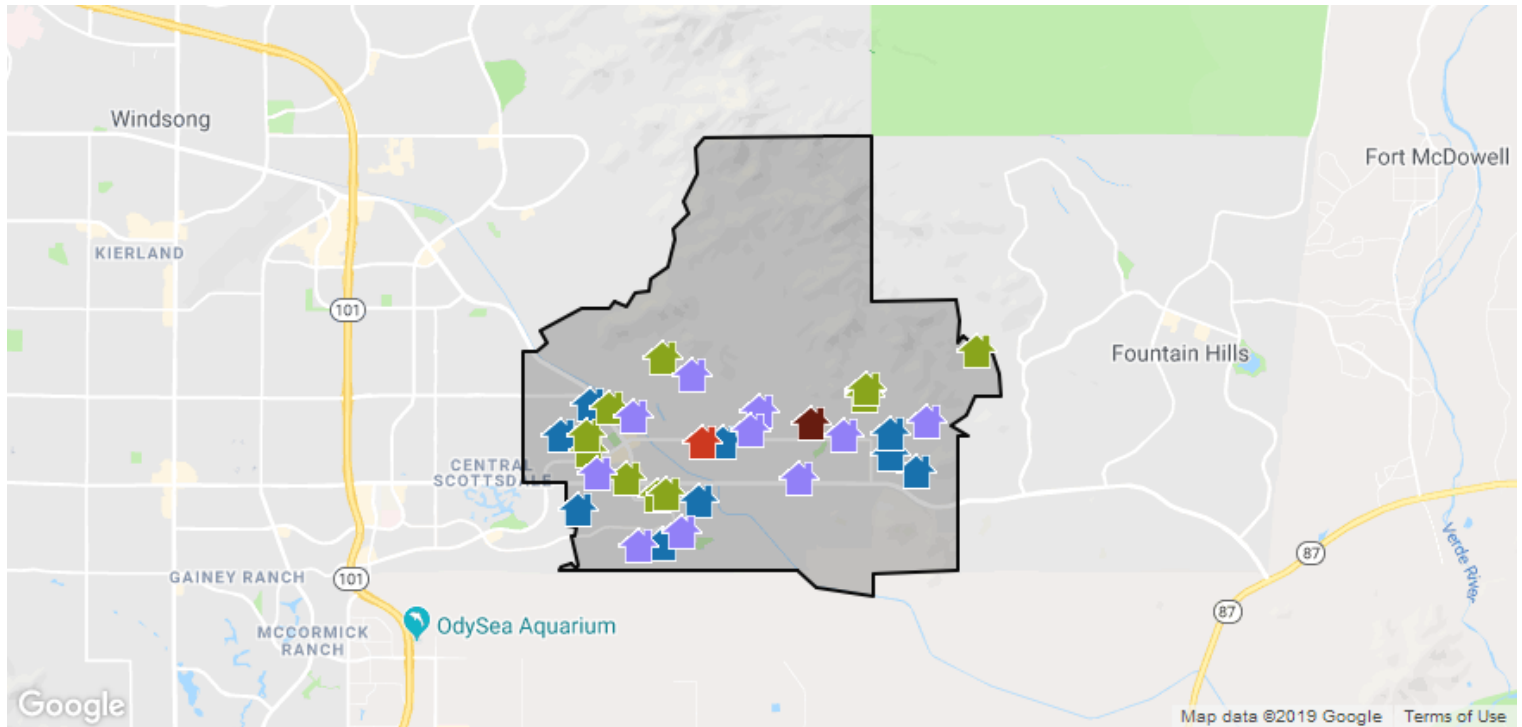 Windsong
Fort McDowell
KIERLAND
101
Fountain Hills
CENTRAL
SCOTTSDALE
87
Verde River
GAINEY RANCH
101
87
OdySea Aquarium
MCCORMICK
RANCH
Google
Map data ©2019 Google
Terms of Use